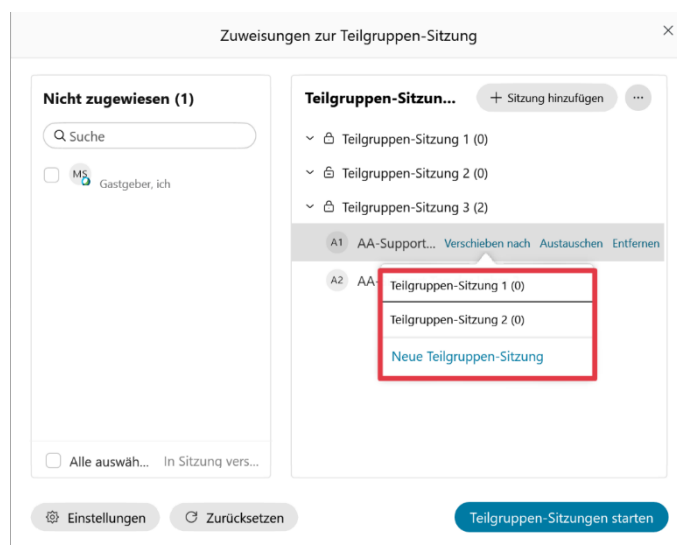 Zuweisungen zur Teilgruppen-Sitzung
Nicht zugewiesen (1)
Suche
MS
Gastgeber, ich
Alle auswäh... In Sitzung vers...
Teilgruppen-Sitzun... + Sitzung hinzufügen ...
Teilgruppen-Sitzung 1 (0)
Teilgruppen-Sitzung 2 (0)
Teilgruppen-Sitzung 3 (2)
A1 AA-Support... Verschieben nach Austauschen Entfernen
A2 AA-
Teilgruppen-Sitzung 1 (0)
Teilgruppen-Sitzung 2 (0)
Neue Teilgruppen-Sitzung
Einstellungen Zurücksetzen Teilgruppen-Sitzungen starten